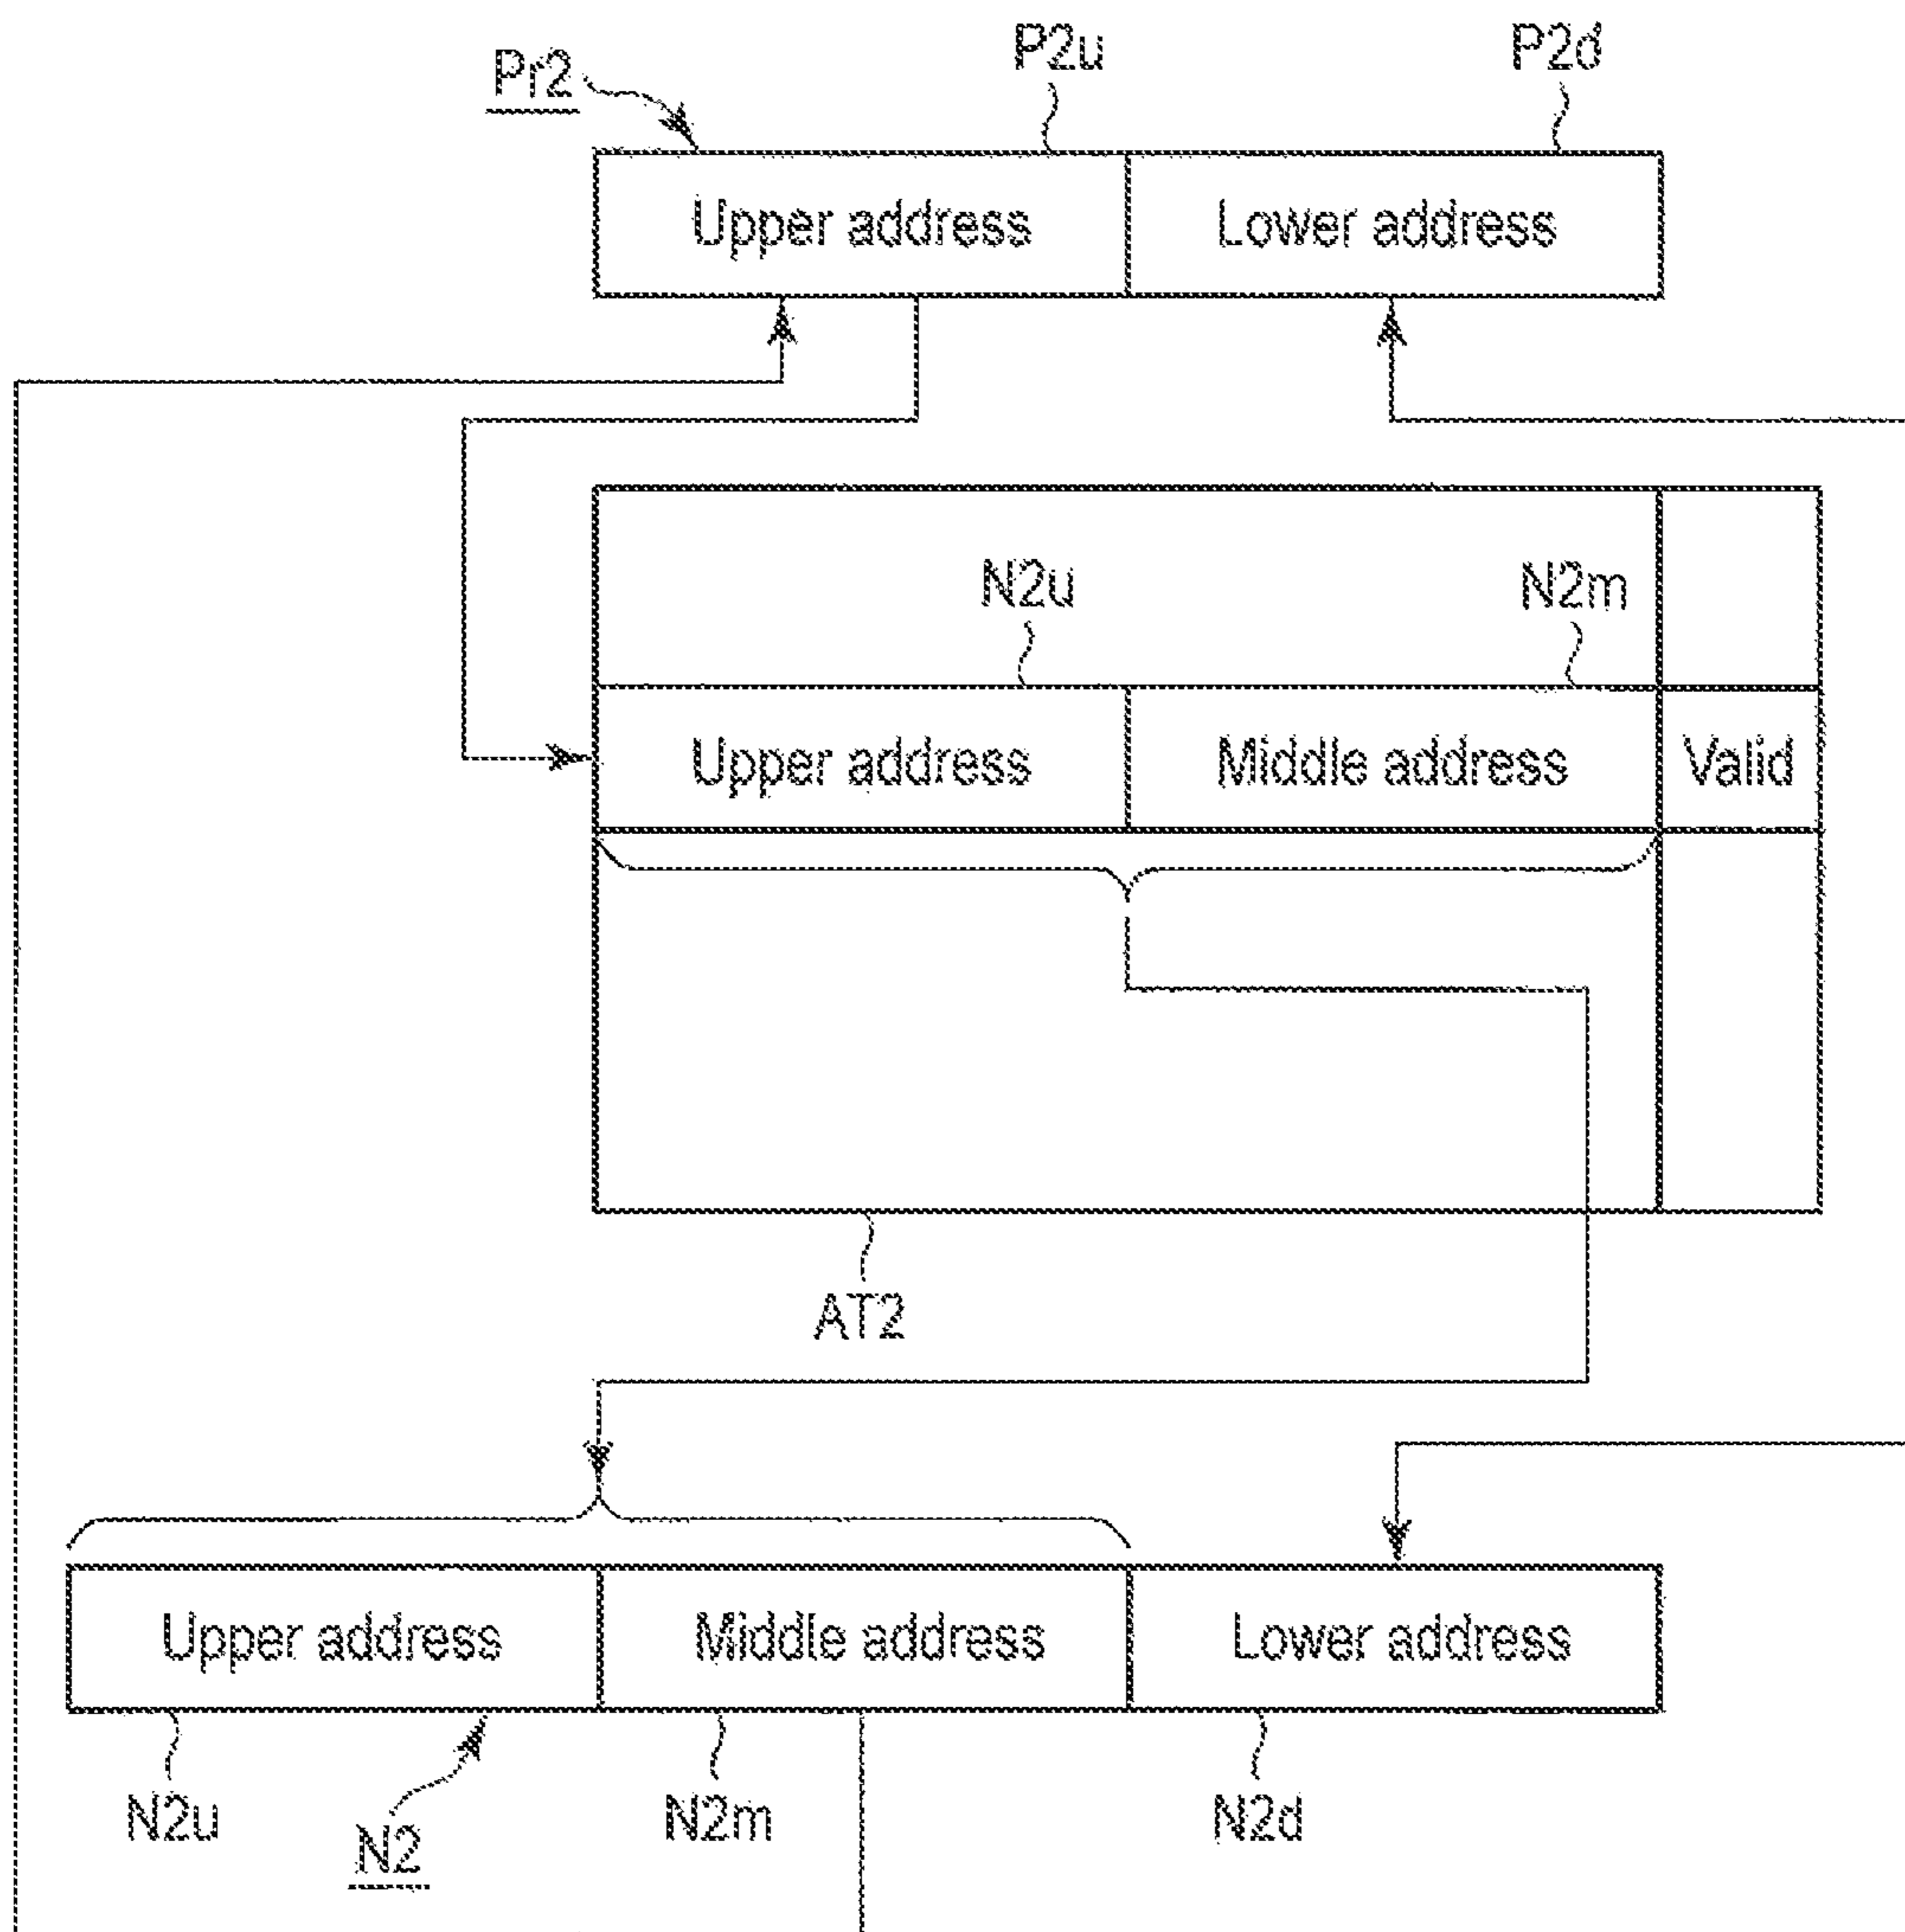 Pr2 P2u P2d
Upper address Lower address
N2u N2m
Upper address Middle address Valid
AT2
Upper address Middle address Lower address
N2u N2 N2m N2d